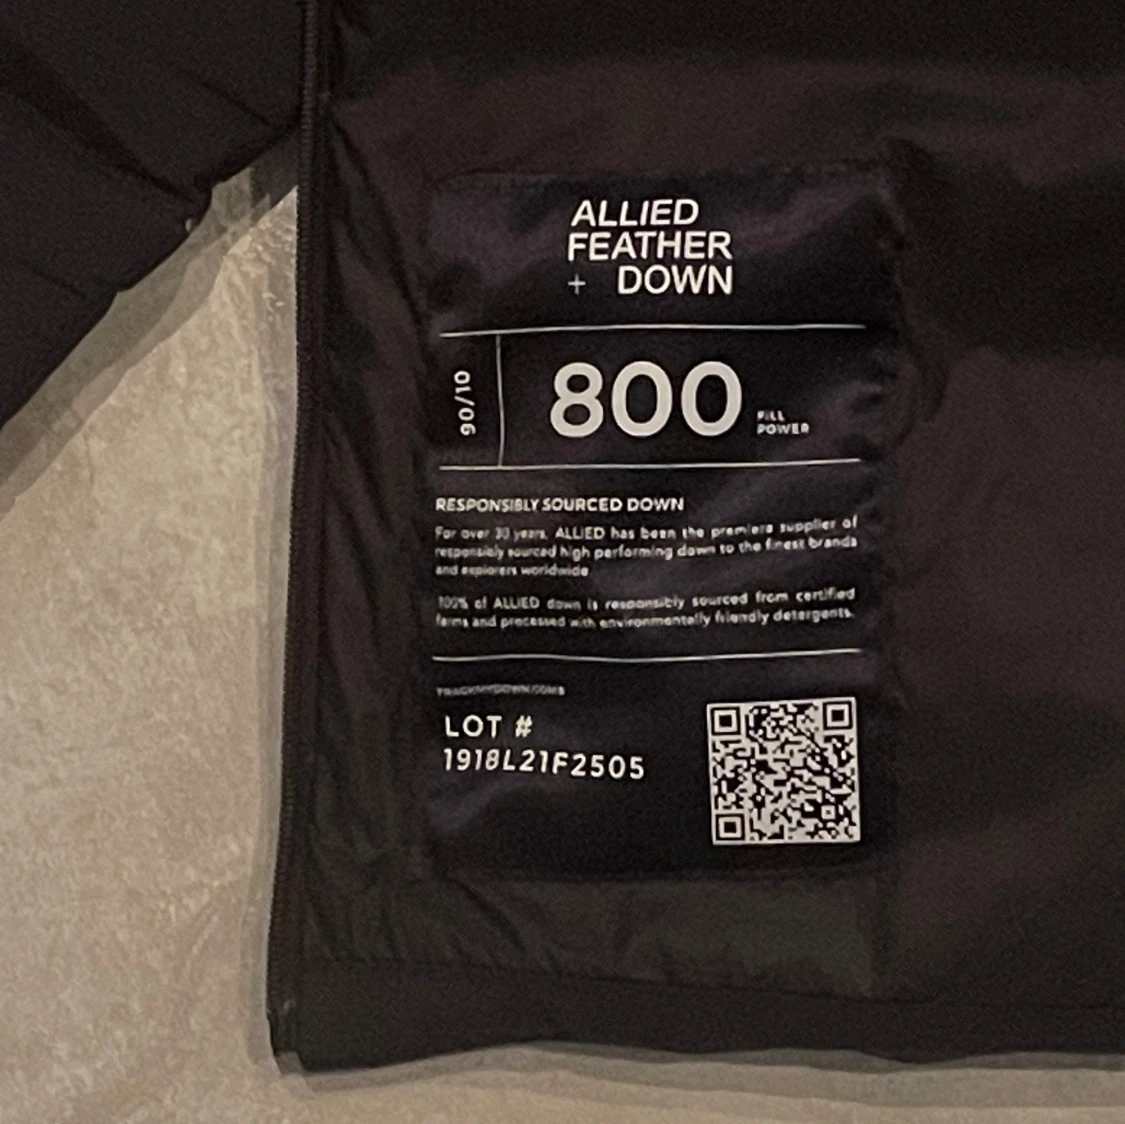 ALLIED
FEATHER
+ DOWN
90/10
800
FILL
POWER
RESPONSIBLY SOURCED DOWN
For over 30 years, ALLIED has been the premiere supplier of
responsibly sourced high performing down to the finest brands
and explorers worldwide
100% of ALLIED down is responsibly sourced from certified
farms and processed with environmentally friendly detergents.
LOT #
1918L21F2505